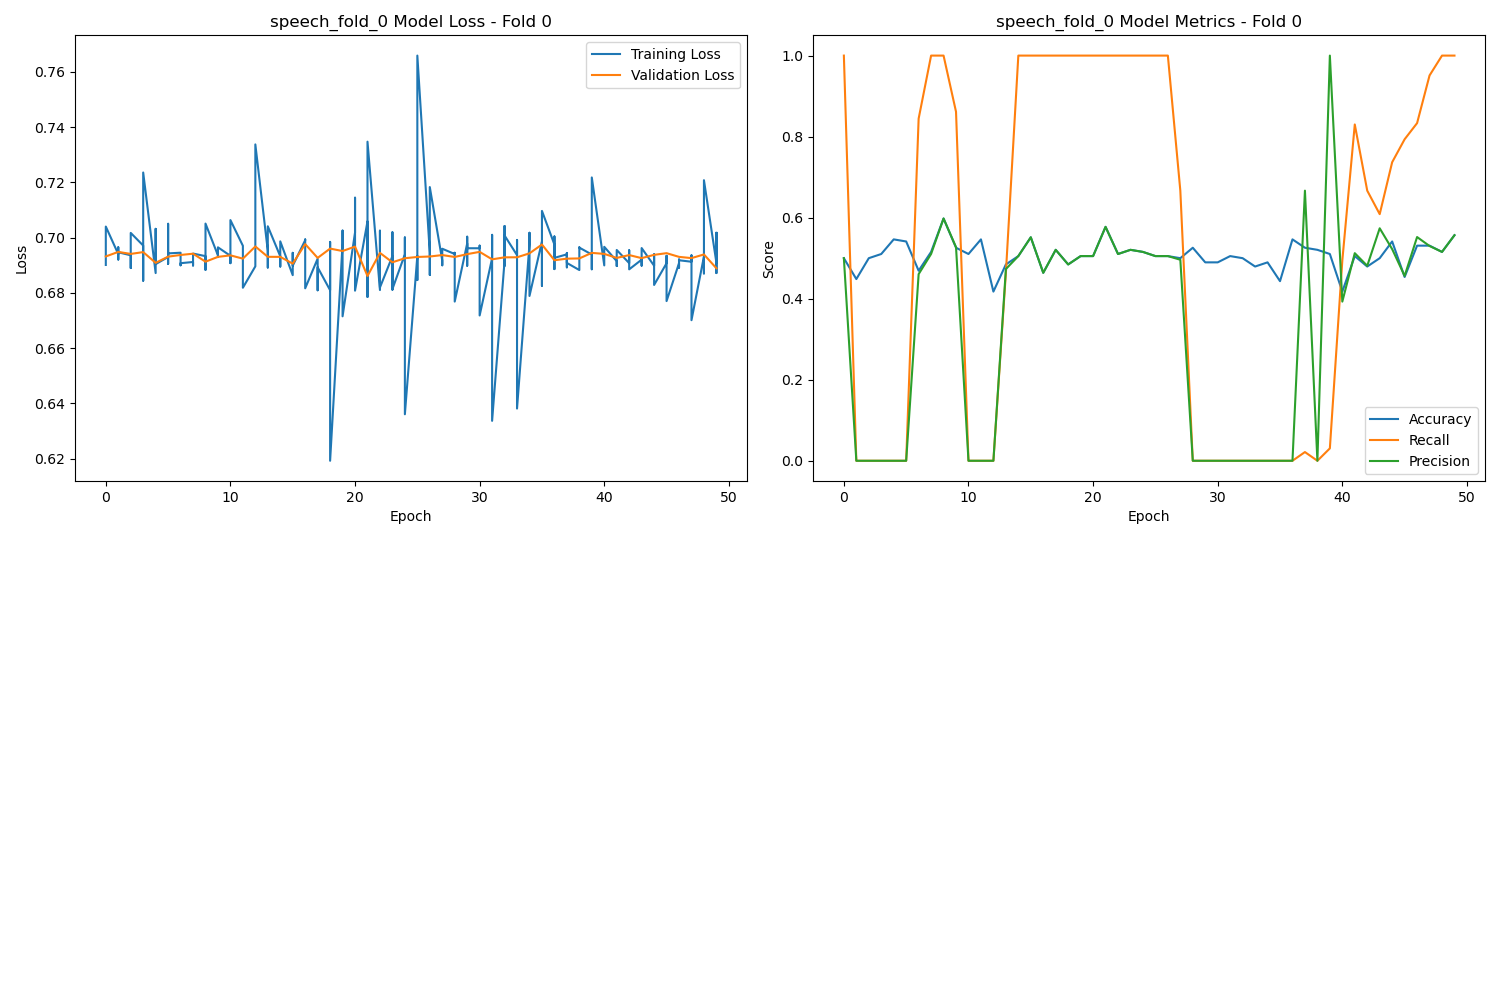 speech_fold_0 Model Loss - Fold 0
Training Loss
Validation Loss
0.76
0.74
0.72
0.70
0.68
0.66
0.64
0.62
Loss
0 10 20 30 40 50
Epoch
speech_fold_0 Model Metrics - Fold 0
1.0
0.8
0.6
0.4
0.2
0.0
Score
Accuracy
Recall
Precision
0 10 20 30 40 50
Epoch